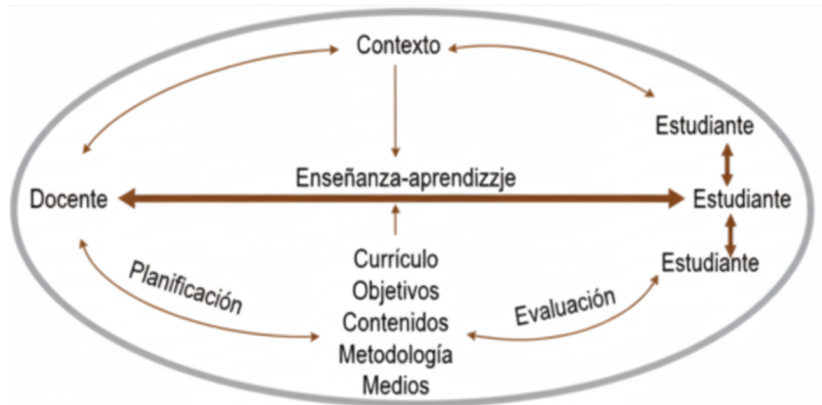 Contexto
Estudiante
Enseñanza-aprendizzje
Docente
Estudiante
Currículo
Estudiante
Planificación
Objetivos
Evaluación
Contenidos
Metodología
Medios